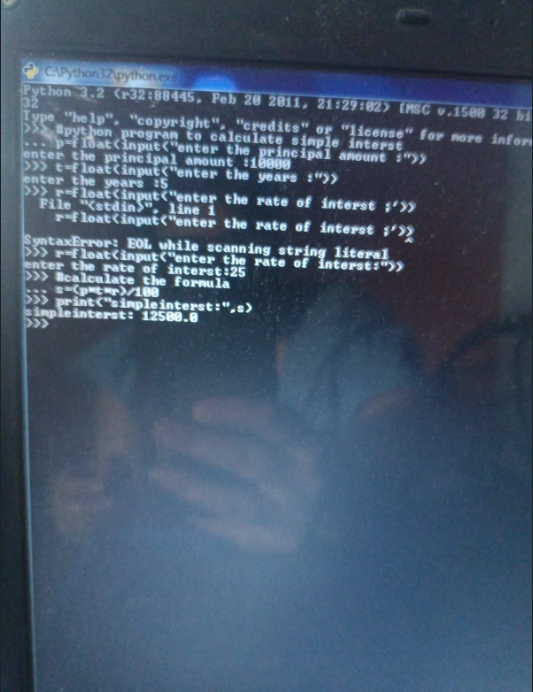 C:\Python32\python.exe
Python 3.2 (r32:88445, Feb 20 2011, 21:29:02) [MSC v.1500 32 bi
32
Type "help", "copyright", "credits" or "license" for more infor
>>> #python program to calculate simple interst
... p=float(input("enter the principal amount :"))
enter the principal amount :10000
>>> t=float(input("enter the years :"))
enter the years :5
>>> r=float(input("enter the rate of interst ;'))
File "<stdin>", line 1
r=float(input("enter the rate of interst ;'))
^
SyntaxError: EOL while scanning string literal
>>> r=float(input("enter the rate of interst:"))
enter the rate of interst:25
>>> #calculate the formula
... s=(p*t*r)/100
>>> print("simpleinterst:",s)
simpleinterst: 12500.0
>>>